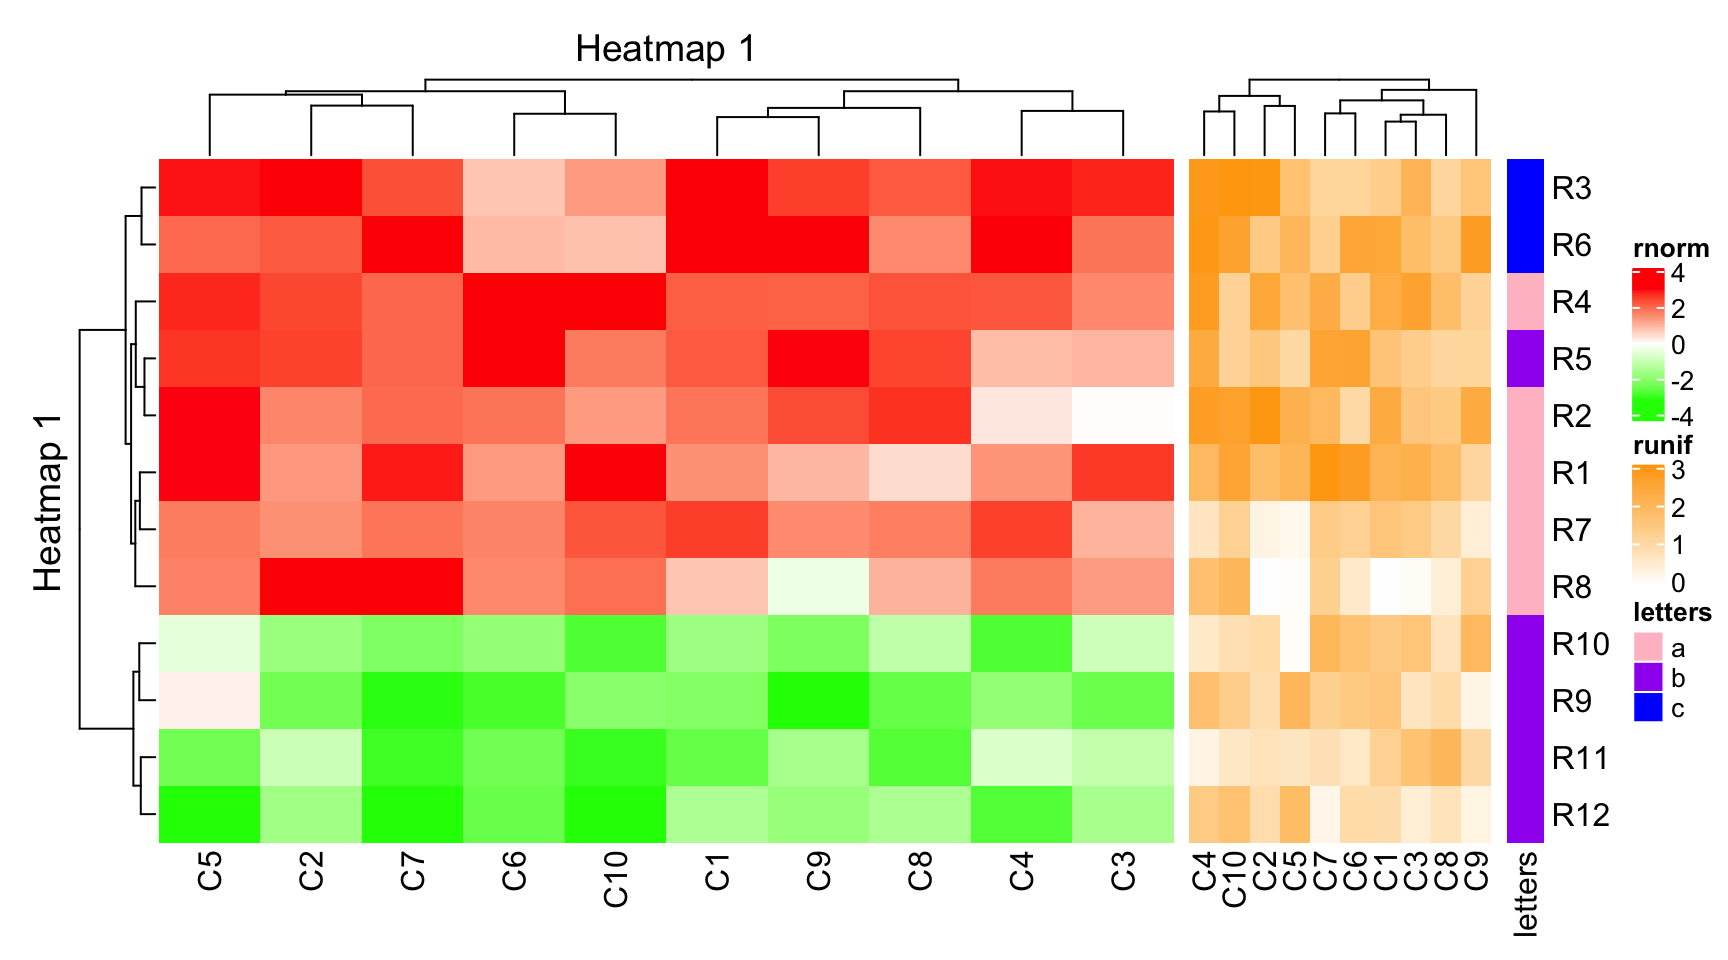 Heatmap 1
Heatmap 1
R3
R6
R4
R5
R2
R1
R7
R8
R10
R9
R11
R12
C5 C2 C7 C6 C10 C1 C9 C8 C4 C3
C4 C10 C2 C5 C7 C6 C1 C3 C8 C9
letters
rnorm
4
2
0
-2
-4
runif
3
2
1
0
letters
a
b
c